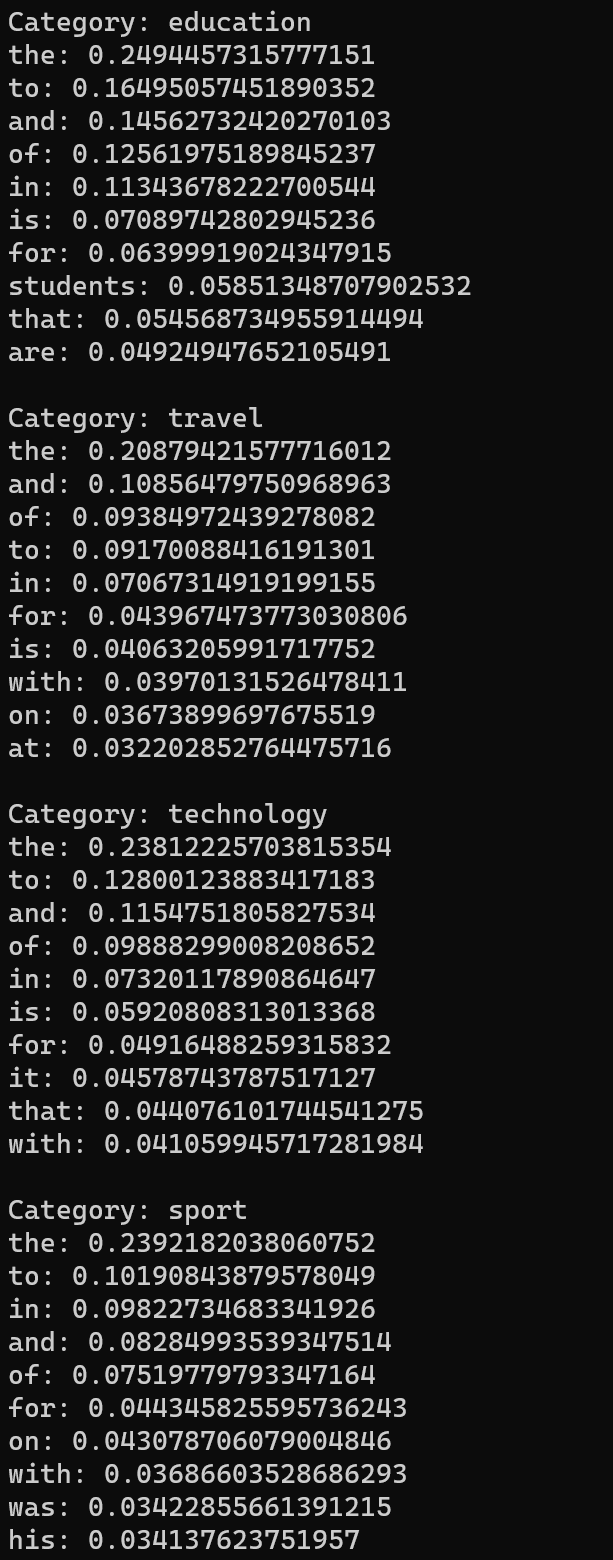 Category: education
the: 0.24944573157777151
to: 0.16495057451890352
and: 0.14562732420270103
of: 0.12561975189845237
in: 0.11343678222700544
is: 0.07089742802945236
for: 0.06399919024347915
students: 0.05851348707902532
that: 0.054568734955914494
are: 0.04924947652105491

Category: travel
the: 0.20879421577716012
and: 0.10856479750968963
of: 0.09384972439278082
to: 0.09170088416191301
in: 0.07067314919199155
for: 0.043967473773030806
is: 0.04063205991717752
with: 0.03970131526478411
on: 0.03673899697675519
at: 0.032202852764475716

Category: technology
the: 0.23812225703815354
to: 0.12800123883417183
and: 0.1154751805827534
of: 0.09888299008208652
in: 0.07320117890864647
is: 0.05920808313013368
for: 0.04916488259315832
it: 0.04578743787517127
that: 0.044076101744541275
with: 0.041059945717281984

Category: sport
the: 0.2392182038060752
to: 0.10190843879578049
in: 0.09822734683341926
and: 0.08284993539347514
of: 0.07519779793347164
for: 0.044345825595736243
on: 0.043078706079004846
with: 0.03686603528686293
was: 0.03422855661391215
his: 0.034137623751957